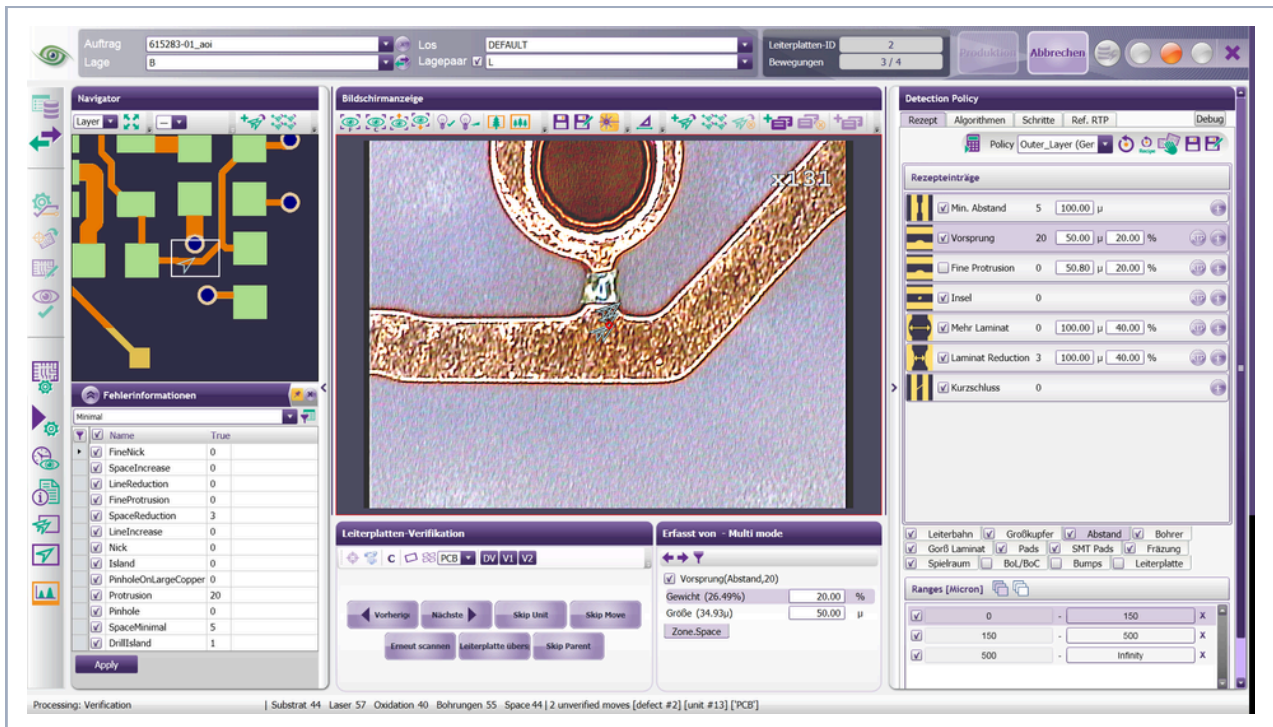 Auftrag 615283-01_aoi Los DEFAULT Leiterplatten-ID 2 Produktion Abbrechen
Lage B Lagepaar L Bewegungen 3 / 4
Navigator
Layer
Bildschirmanzeige
x131
Detection Policy
Rezept Algorithmen Schritte Ref. RTP Debug
Policy Outer_Layer (Ger Recipe
Rezepteinträge
Min. Abstand 5 100.00 μ
Vorsprung 20 50.00 μ 20.00 %
Fine Protrusion 0 50.80 μ 20.00 %
Insel 0
Mehr Laminat 0 100.00 μ 40.00 %
Laminat Reduction 3 100.00 μ 40.00 %
Kurzschluss 0
Fehlerinformationen
Minimal
Name True
FineNick 0
SpaceIncrease 0
LineReduction 0
FineProtrusion 0
SpaceReduction 3
LineIncrease 0
Nick 0
Island 0
PinholeOnLargeCopper 0
Protrusion 20
Pinhole 0
SpaceMinimal 5
DrillIsland 1
Apply
Leiterplatten-Verifikation
C PCB DV V1 V2
Vorherige Nächste Skip Unit Skip Move
Erneut scannen Leiterplatte übers Skip Parent
Erfasst von - Multi mode
Vorsprung(Abstand,20)
Gewicht (26.49%) 20.00 %
Größe (34.93μ) 50.00 μ
Zone.Space
Leiterbahn Großkupfer Abstand Bohrer
Gorß Laminat Pads SMT Pads Fräzung
Spielraum BoL/BoC Bumps Leiterplatte
Ranges [Micron]
0 - 150 X
150 - 500 X
500 - Infinity X
Processing: Verification | Substrat 44 Laser 57 Oxidation 40 Bohrungen 55 Space 44 | 2 unverified moves [defect #2] [unit #13] ['PCB']